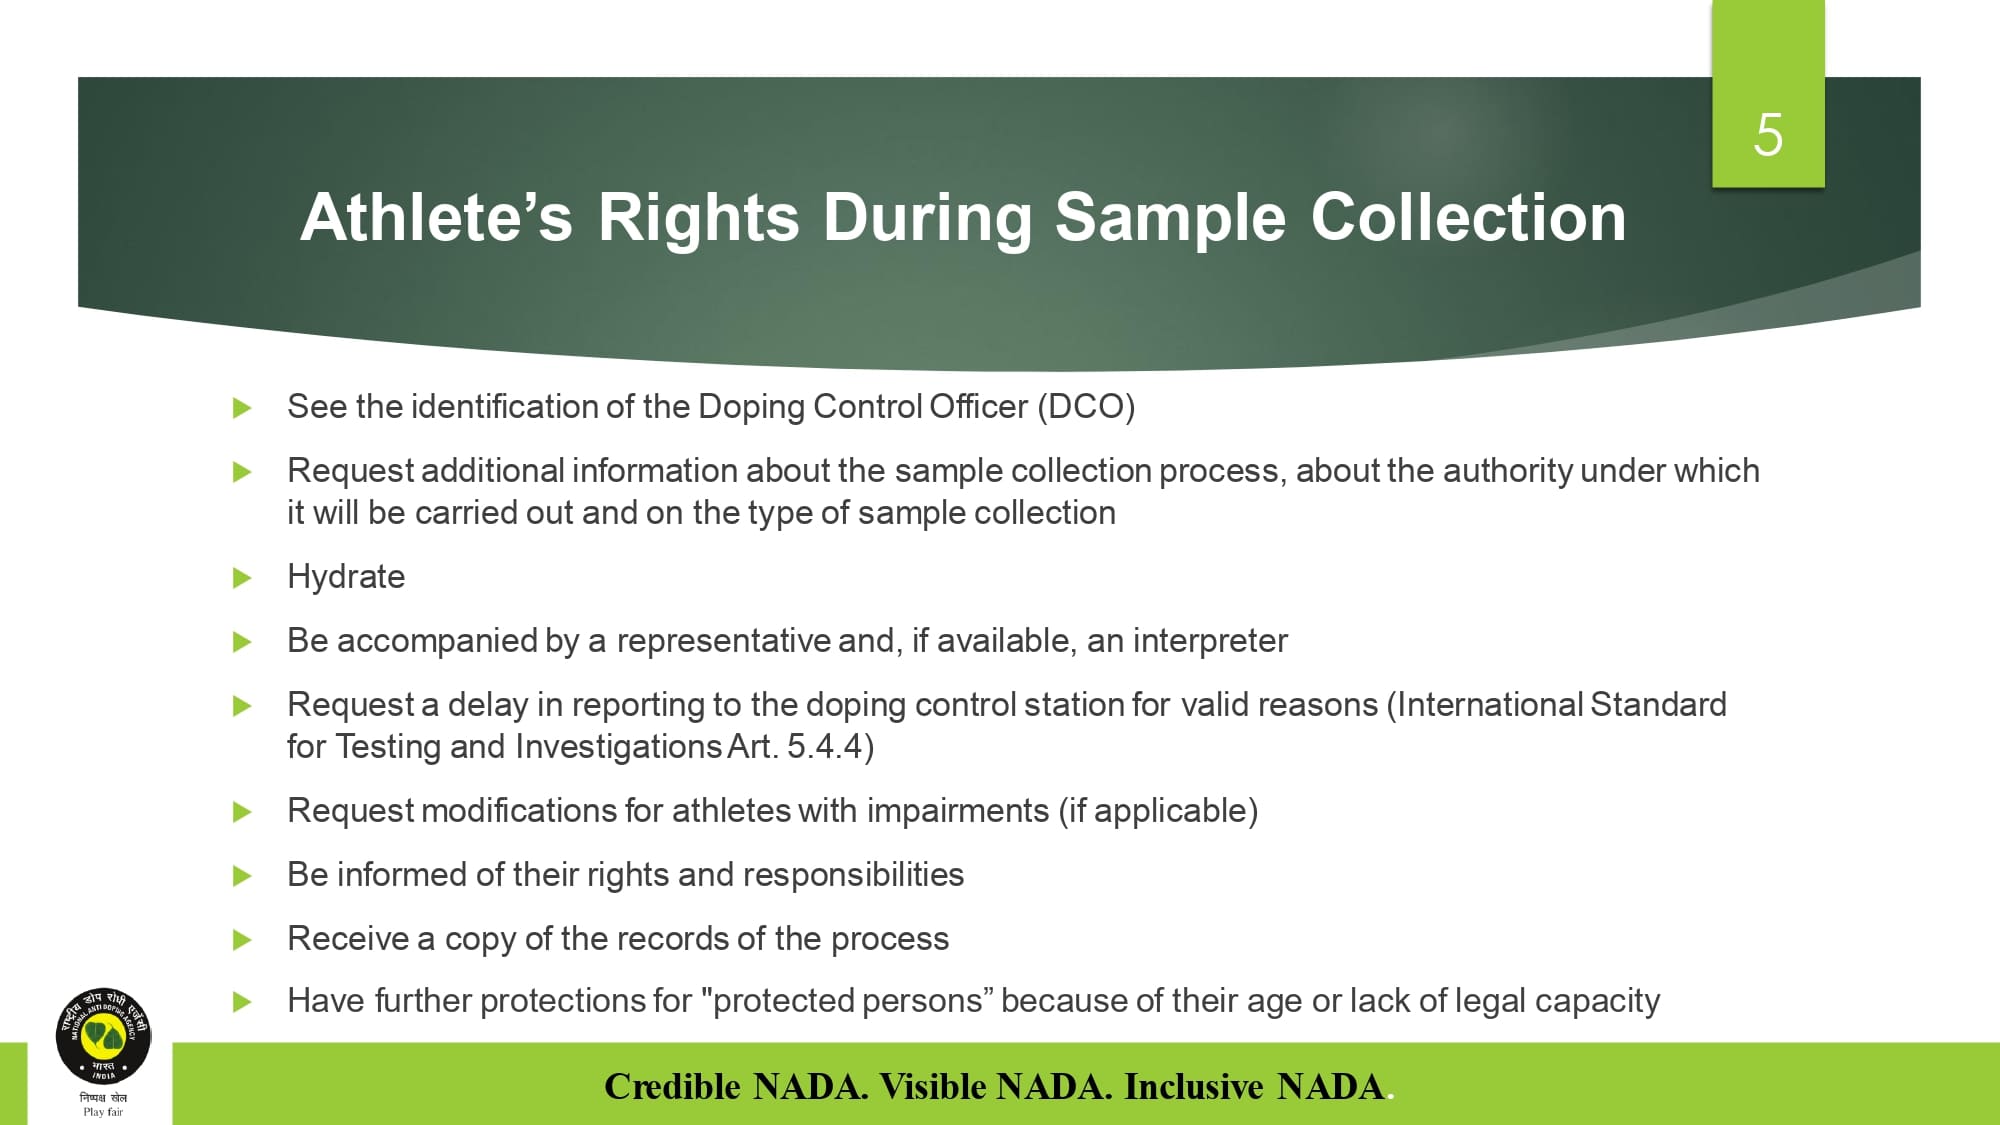 5
Athlete’s Rights During Sample Collection
See the identification of the Doping Control Officer (DCO)
Request additional information about the sample collection process, about the authority under which
it will be carried out and on the type of sample collection
Hydrate
Be accompanied by a representative and, if available, an interpreter
Request a delay in reporting to the doping control station for valid reasons (International Standard
for Testing and Investigations Art. 5.4.4)
Request modifications for athletes with impairments (if applicable)
Be informed of their rights and responsibilities
Receive a copy of the records of the process
Have further protections for "protected persons” because of their age or lack of legal capacity
राष्ट्रीय डोप रोधी एजेंसी
NATIONAL ANTI DOPING AGENCY
भारत
INDIA
निष्पक्ष खेल
Play fair
Credible NADA. Visible NADA. Inclusive NADA.